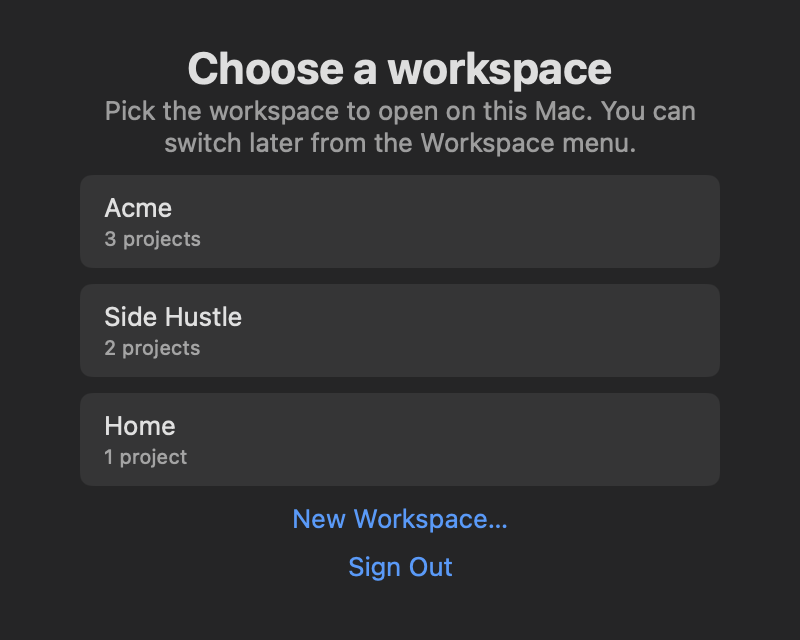 Choose a workspace
Pick the workspace to open on this Mac. You can
switch later from the Workspace menu.
Acme
3 projects
Side Hustle
2 projects
Home
1 project
New Workspace...
Sign Out